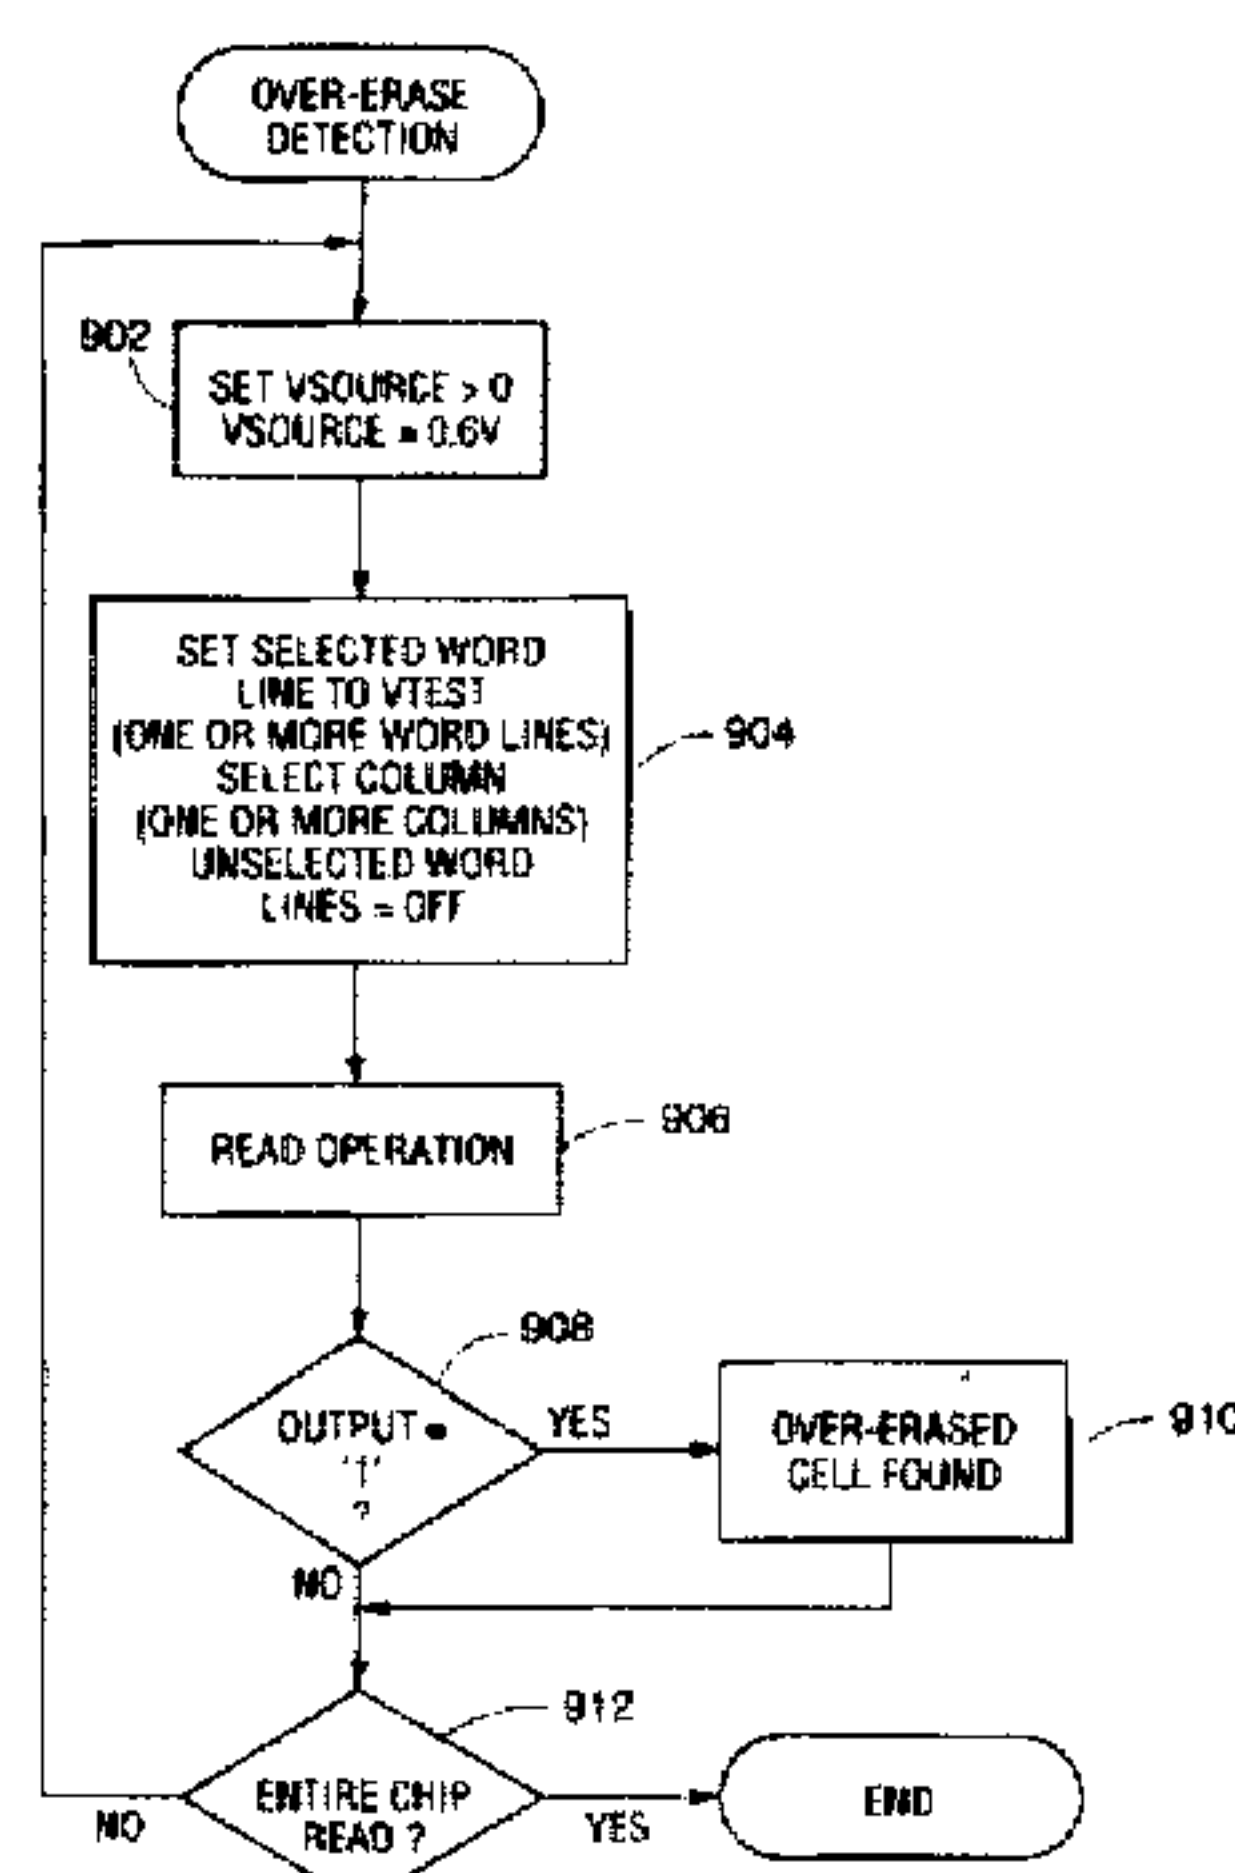 OVER-ERASE
DETECTION
902
SET VSOURCE > 0
VSOURCE = 0.6V
SET SELECTED WORD
LINE TO VTEST
(ONE OR MORE WORD LINES)
SELECT COLUMN
(ONE OR MORE COLUMNS)
UNSELECTED WORD
LINES = OFF
904
READ OPERATION
906
908
OUTPUT =
'1'
?
YES
OVER-ERASED
CELL FOUND
910
NO
912
ENTIRE CHIP
READ ?
NO
YES
END